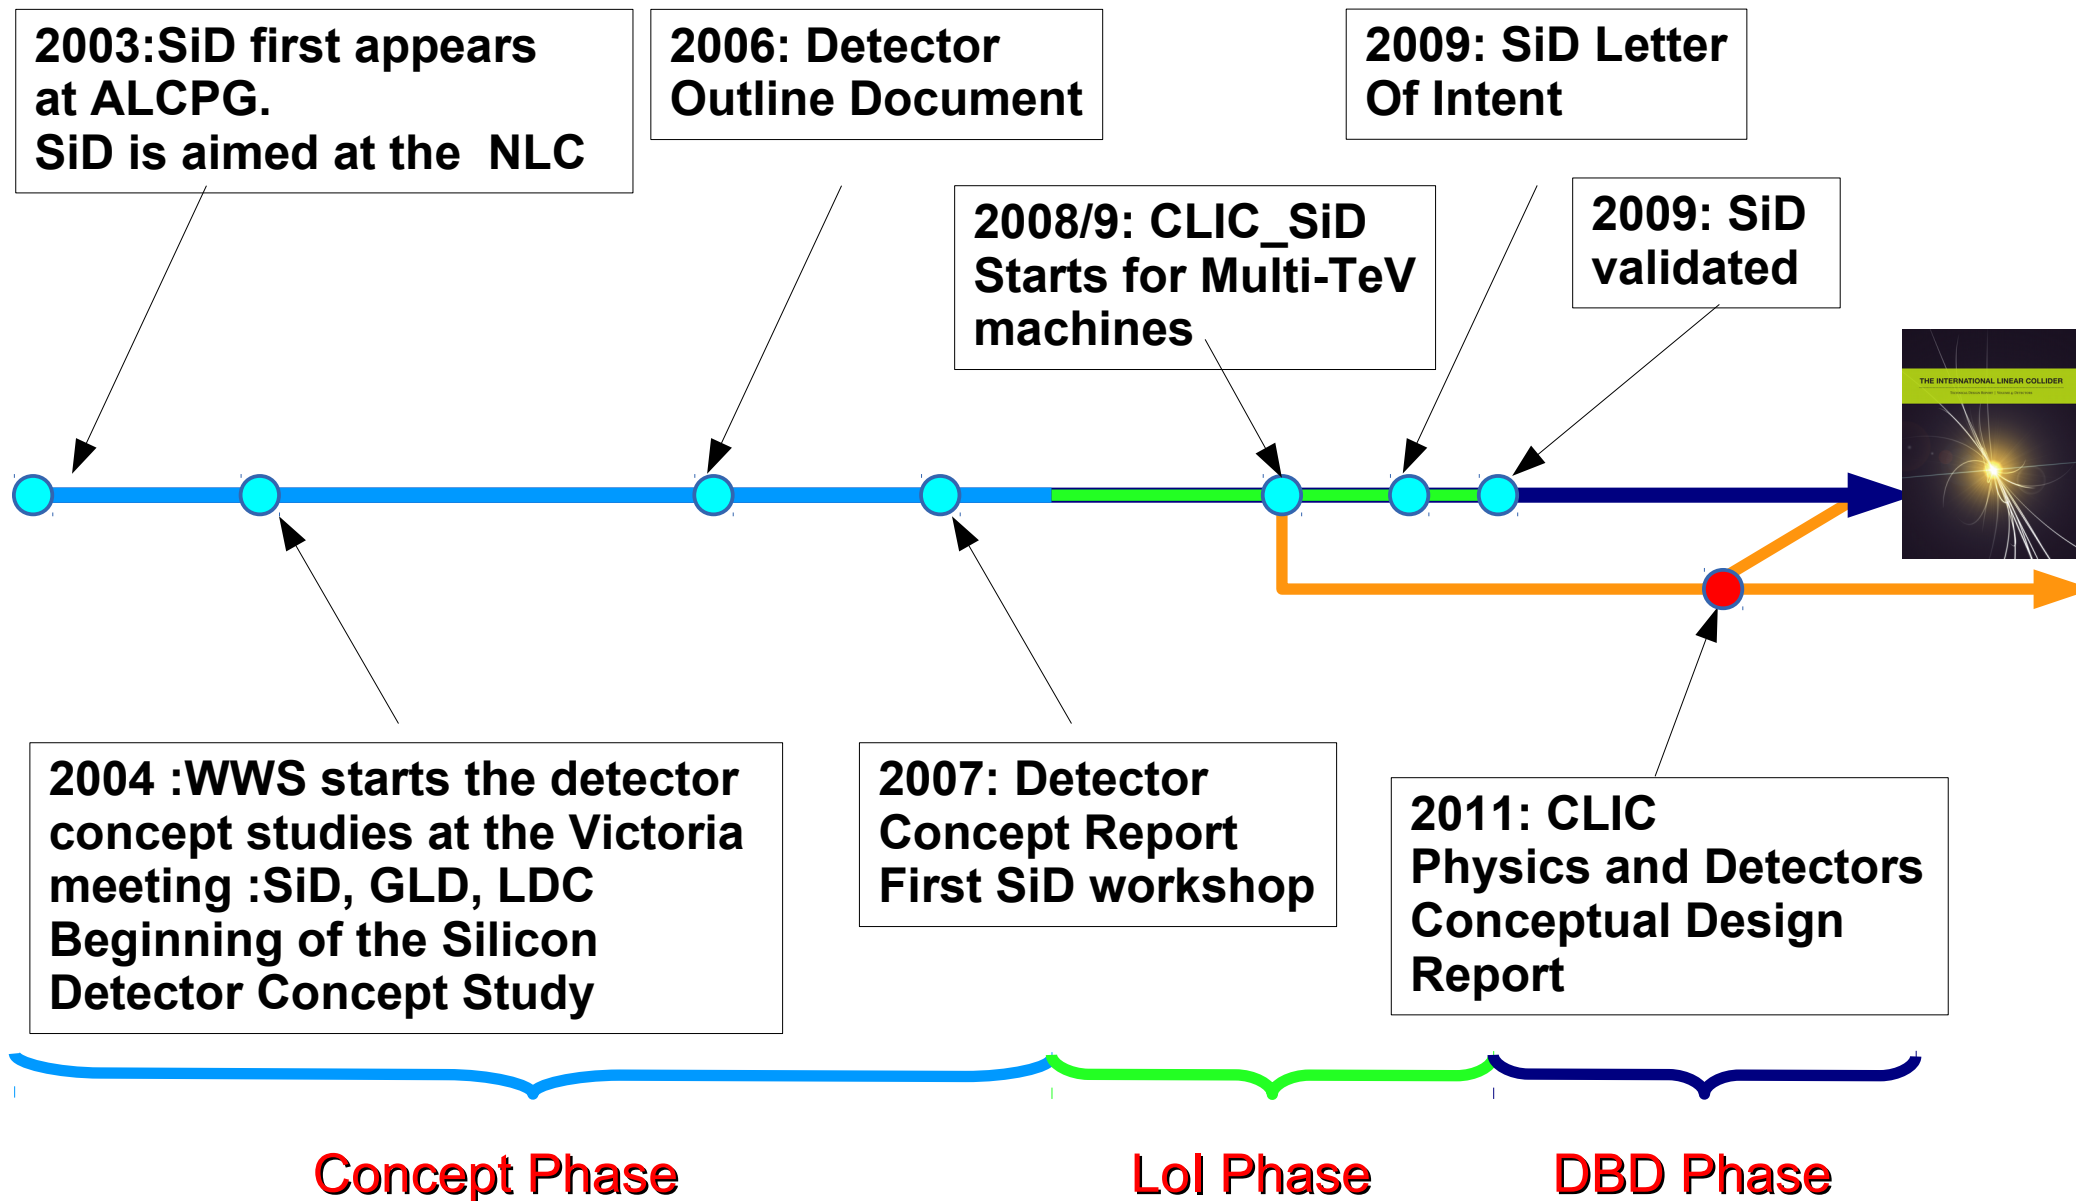 2003:SiD first appears
at ALCPG.
SiD is aimed at the  NLC
2006: Detector
Outline Document
2009: SiD Letter
Of Intent
2008/9: CLIC_SiD
Starts for Multi-TeV
machines
2009: SiD
validated
THE INTERNATIONAL LINEAR COLLIDER
2004 :WWS starts the detector
concept studies at the Victoria
meeting :SiD, GLD, LDC
Beginning of the Silicon
Detector Concept Study
2007: Detector
Concept Report
First SiD workshop
2011: CLIC
Physics and Detectors
Conceptual Design
Report
Concept Phase
LoI Phase
DBD Phase